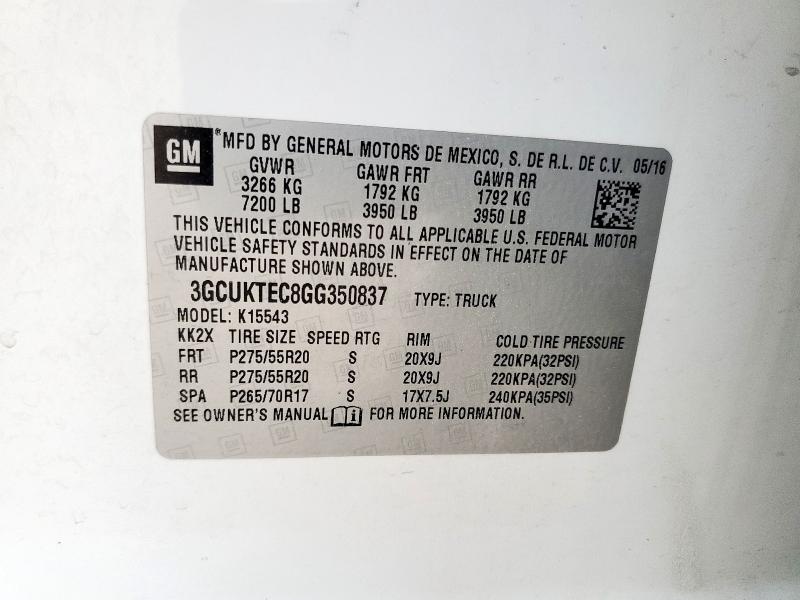 GM ® MFD BY GENERAL MOTORS DE MEXICO, S. DE R.L. DE C.V. 05/16
GVWR GAWR FRT GAWR RR
3266 KG 1792 KG 1792 KG
7200 LB 3950 LB 3950 LB
THIS VEHICLE CONFORMS TO ALL APPLICABLE U.S. FEDERAL MOTOR
VEHICLE SAFETY STANDARDS IN EFFECT ON THE DATE OF
MANUFACTURE SHOWN ABOVE.
3GCUKTEC8GG350837 TYPE: TRUCK
MODEL: K15543
KK2X TIRE SIZE SPEED RTG RIM COLD TIRE PRESSURE
FRT P275/55R20 S 20X9J 220KPA(32PSI)
RR P275/55R20 S 20X9J 220KPA(32PSI)
SPA P265/70R17 S 17X7.5J 240KPA(35PSI)
SEE OWNER'S MANUAL i FOR MORE INFORMATION.